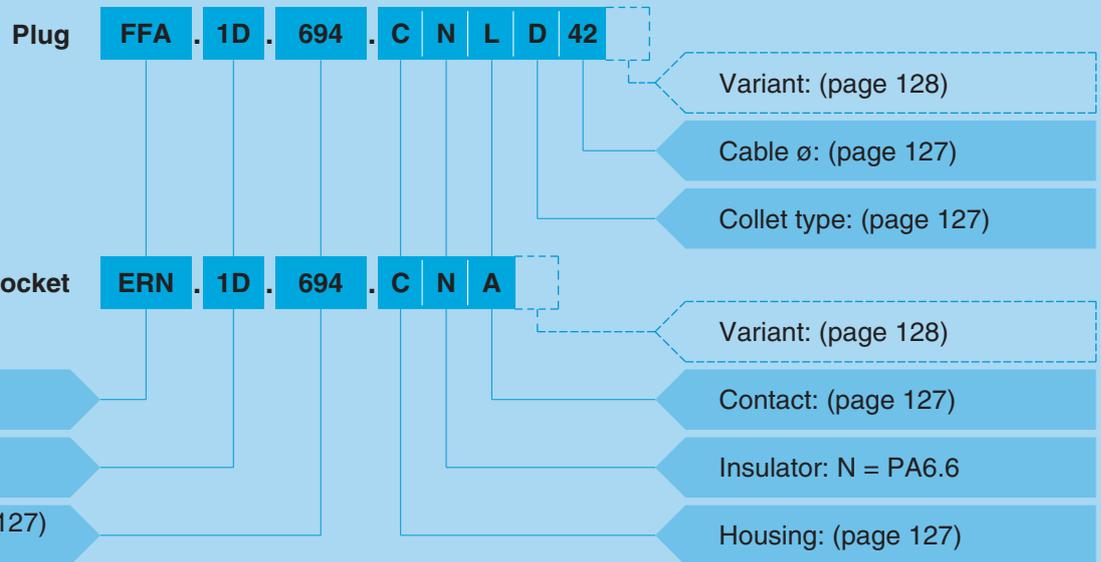 Plug FFA . 1D . 694 . C N L D 42
Variant: (page 128)
Cable ø: (page 127)
Collet type: (page 127)
ocket ERN . 1D . 694 . C N A
Variant: (page 128)
Contact: (page 127)
Insulator: N = PA6.6
127)
Housing: (page 127)